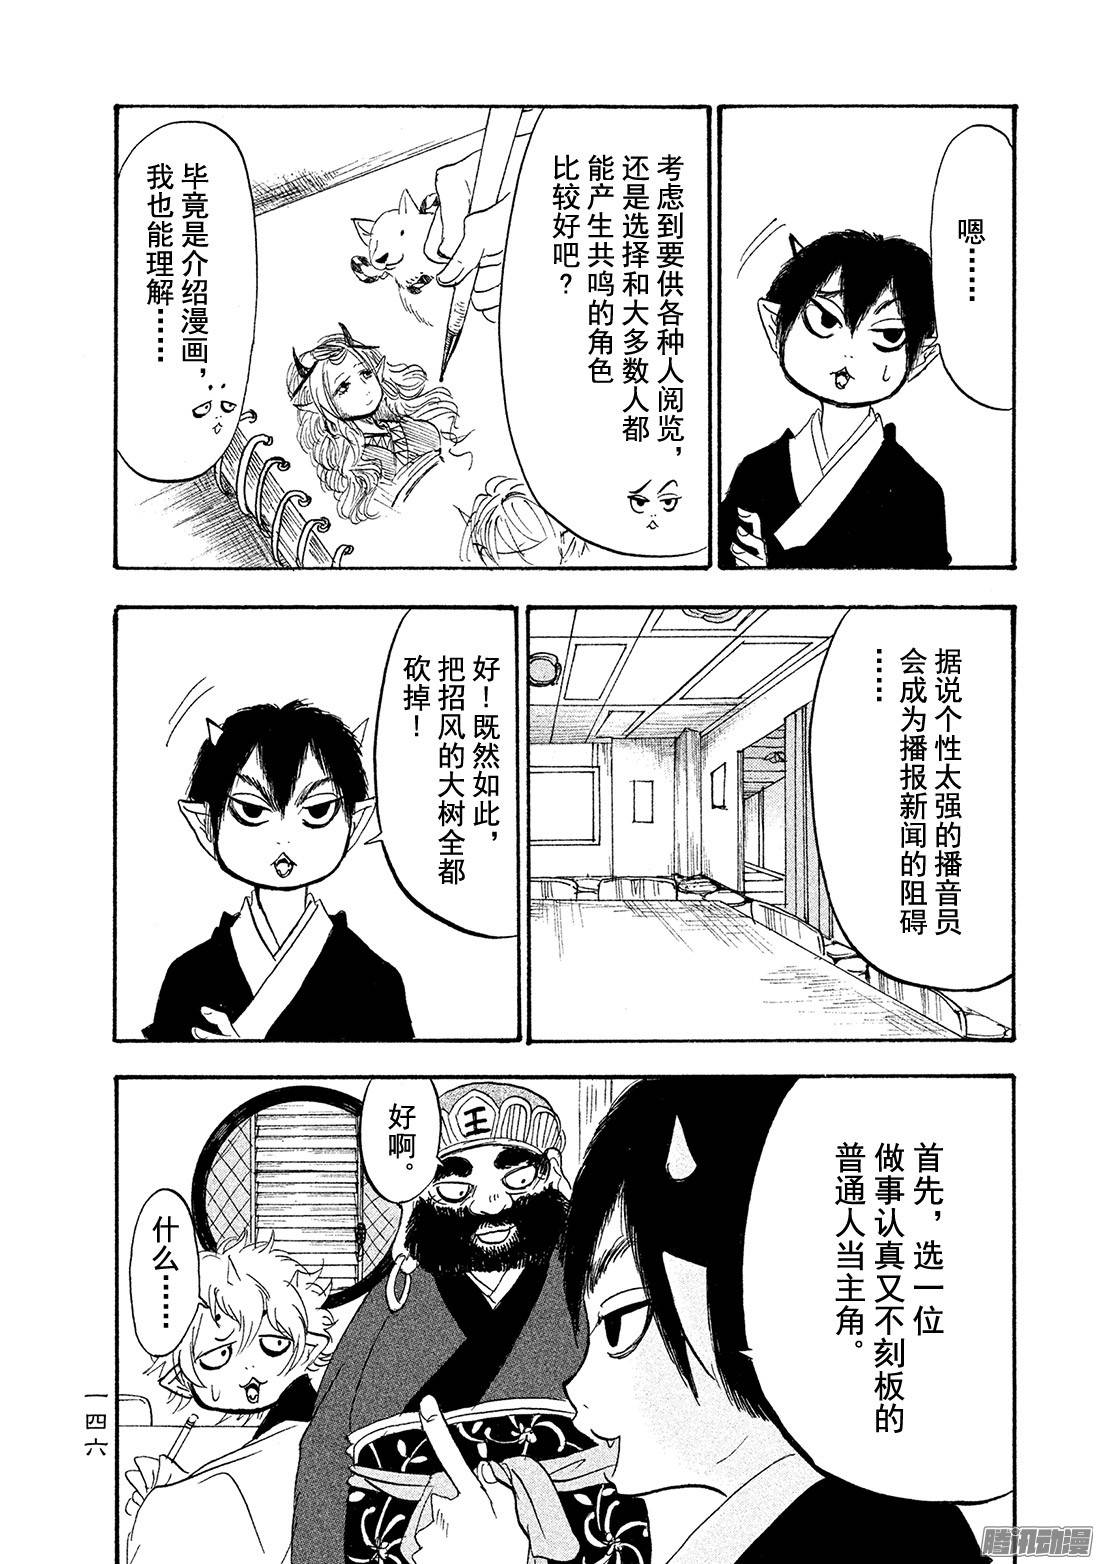 嗯……
考虑到要供各种人阅览，
还是选择和大多数人都
能产生共鸣的角色
比较好吧？
毕竟是介绍漫画，
我也能理解……
据说个性太强的播音员
会成为播报新闻的阻碍
……
好！既然如此，
把招风的大树全都
砍掉！
首先，选一位
做事认真又不刻板的
普通人当主角。
好啊。
王
什么……
一四六
腾讯动漫